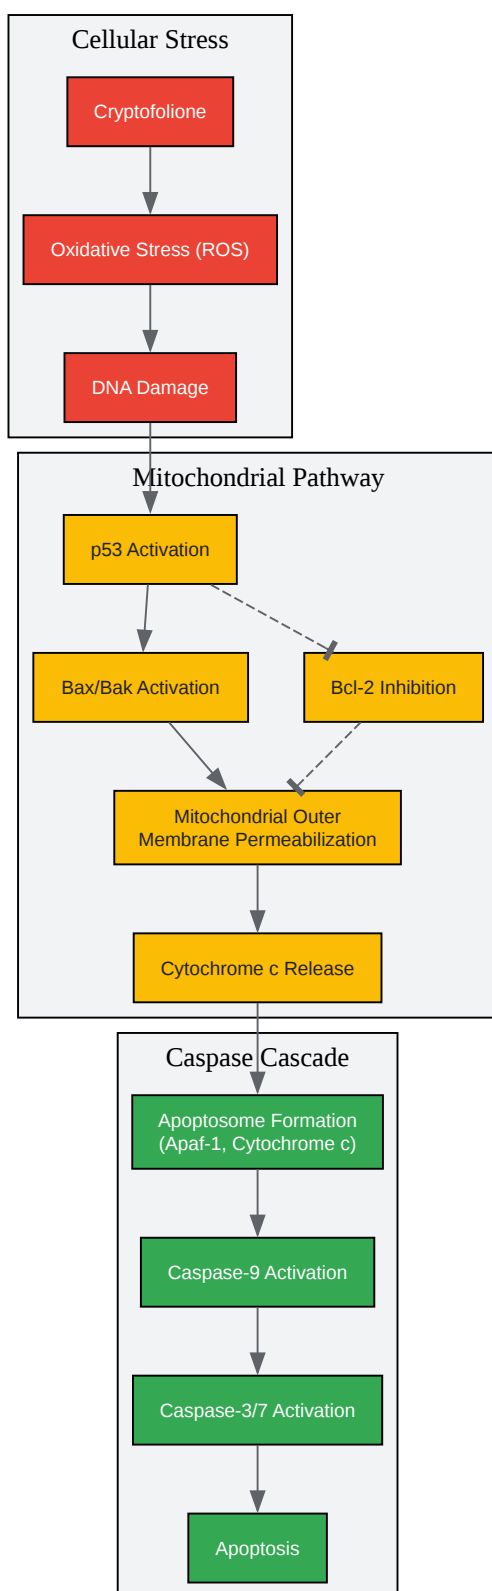 Cellular Stress
Cryptofolione
Oxidative Stress (ROS)
DNA Damage
Mitochondrial Pathway
p53 Activation
Bax/Bak Activation
Bcl-2 Inhibition
Mitochondrial Outer
Membrane Permeabilization
Cytochrome c Release
Caspase Cascade
Apoptosome Formation
(Apaf-1, Cytochrome c)
Caspase-9 Activation
Caspase-3/7 Activation
Apoptosis